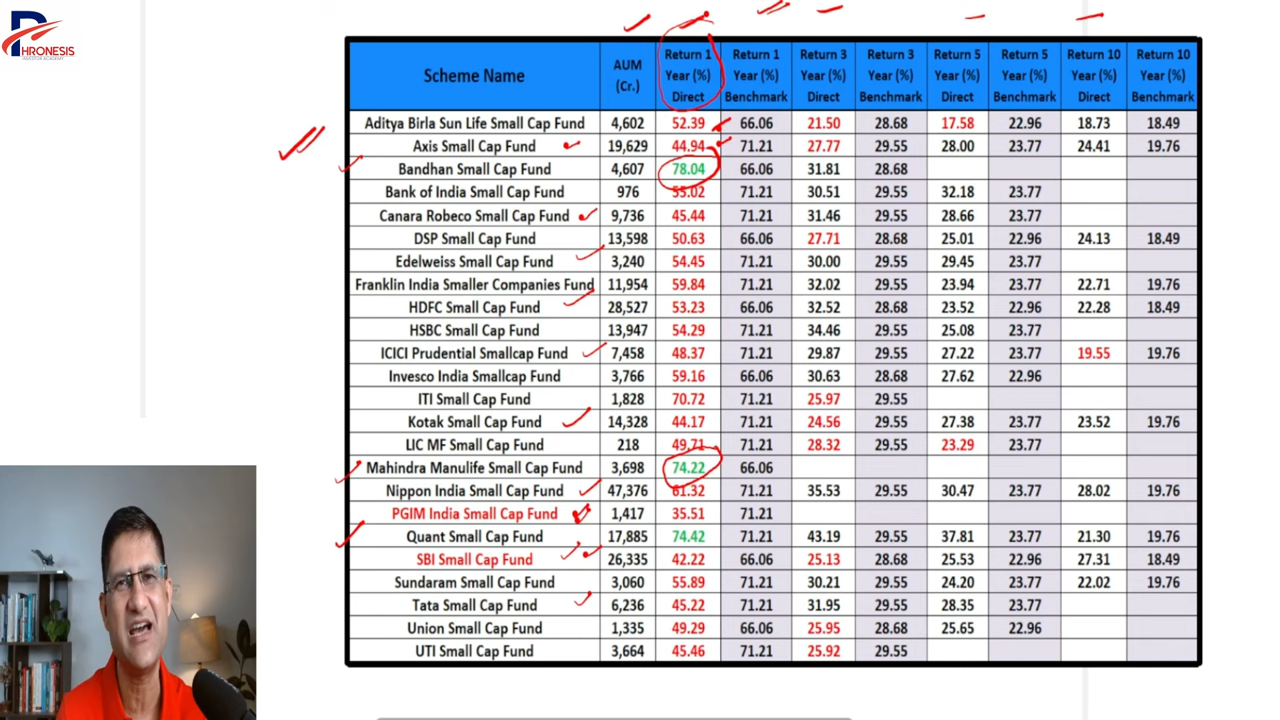 PHRONESIS
INVESTOR ACADEMY
Scheme Name AUM (Cr.) Return 1 Year (%) Direct Return 1 Year (%) Benchmark Return 3 Year (%) Direct Return 3 Year (%) Benchmark Return 5 Year (%) Direct Return 5 Year (%) Benchmark Return 10 Year (%) Direct Return 10 Year (%) Benchmark
Aditya Birla Sun Life Small Cap Fund 4,602 52.39 66.06 21.50 28.68 17.58 22.96 18.73 18.49
Axis Small Cap Fund 19,629 44.94 71.21 27.77 29.55 28.00 23.77 24.41 19.76
Bandhan Small Cap Fund 4,607 78.04 66.06 31.81 28.68
Bank of India Small Cap Fund 976 55.02 71.21 30.51 29.55 32.18 23.77
Canara Robeco Small Cap Fund 9,736 45.44 71.21 31.46 29.55 28.66 23.77
DSP Small Cap Fund 13,598 50.63 66.06 27.71 28.68 25.01 22.96 24.13 18.49
Edelweiss Small Cap Fund 3,240 54.45 71.21 30.00 29.55 29.45 23.77
Franklin India Smaller Companies Fund 11,954 59.84 71.21 32.02 29.55 23.94 23.77 22.71 19.76
HDFC Small Cap Fund 28,527 53.23 66.06 32.52 28.68 23.52 22.96 22.28 18.49
HSBC Small Cap Fund 13,947 54.29 71.21 34.46 29.55 25.08 23.77
ICICI Prudential Smallcap Fund 7,458 48.37 71.21 29.87 29.55 27.22 23.77 19.55 19.76
Invesco India Smallcap Fund 3,766 59.16 66.06 30.63 28.68 27.62 22.96
ITI Small Cap Fund 1,828 70.72 71.21 25.97 29.55
Kotak Small Cap Fund 14,328 44.17 71.21 24.56 29.55 27.38 23.77 23.52 19.76
LIC MF Small Cap Fund 218 49.71 71.21 28.32 29.55 23.29 23.77
Mahindra Manulife Small Cap Fund 3,698 74.22 66.06
Nippon India Small Cap Fund 47,376 61.32 71.21 35.53 29.55 30.47 23.77 28.02 19.76
PGIM India Small Cap Fund 1,417 35.51 71.21
Quant Small Cap Fund 17,885 74.42 71.21 43.19 29.55 37.81 23.77 21.30 19.76
SBI Small Cap Fund 26,335 42.22 66.06 25.13 28.68 25.53 22.96 27.31 18.49
Sundaram Small Cap Fund 3,060 55.89 71.21 30.21 29.55 24.20 23.77 22.02 19.76
Tata Small Cap Fund 6,236 45.22 71.21 31.95 29.55 28.35 23.77
Union Small Cap Fund 1,335 49.29 66.06 25.95 28.68 25.65 22.96
UTI Small Cap Fund 3,664 45.46 71.21 25.92 29.55